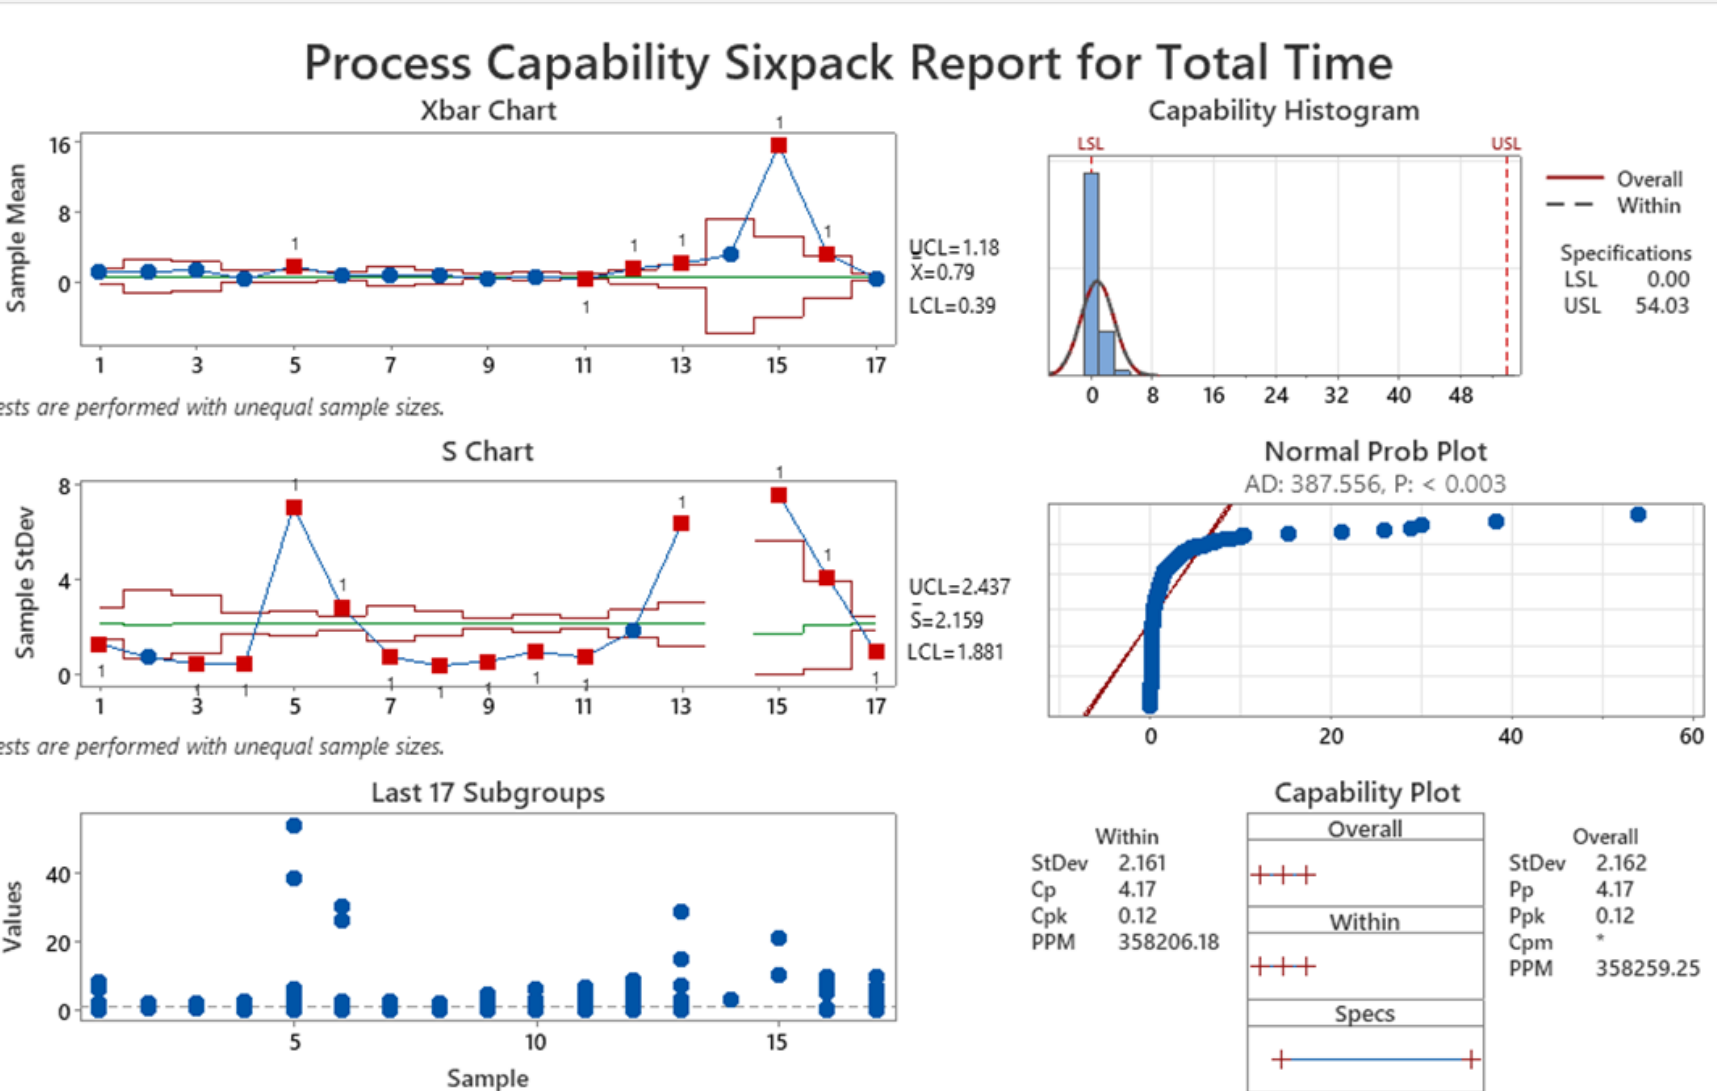 Process Capability Sixpack Report for Total Time
Xbar Chart
Sample Mean
16
8
0
1
1
1
1
1
1
1
3
5
7
9
11
13
15
17
UCL=1.18
X=0.79
LCL=0.39
ests are performed with unequal sample sizes.
Capability Histogram
LSL
USL
0
8
16
24
32
40
48
Overall
Within
Specifications
LSL 0.00
USL 54.03
S Chart
Sample StDev
8
4
0
1
1
1
1
1
1
1
1
1
1
1
1
1
1
3
5
7
9
11
13
15
17
UCL=2.437
S̄=2.159
LCL=1.881
ests are performed with unequal sample sizes.
Normal Prob Plot
AD: 387.556, P: < 0.003
0
20
40
60
Last 17 Subgroups
Values
40
20
0
5
10
15
Sample
Capability Plot
Within
StDev 2.161
Cp 4.17
Cpk 0.12
PPM 358206.18
Overall
Within
Specs
Overall
StDev 2.162
Pp 4.17
Ppk 0.12
Cpm *
PPM 358259.25